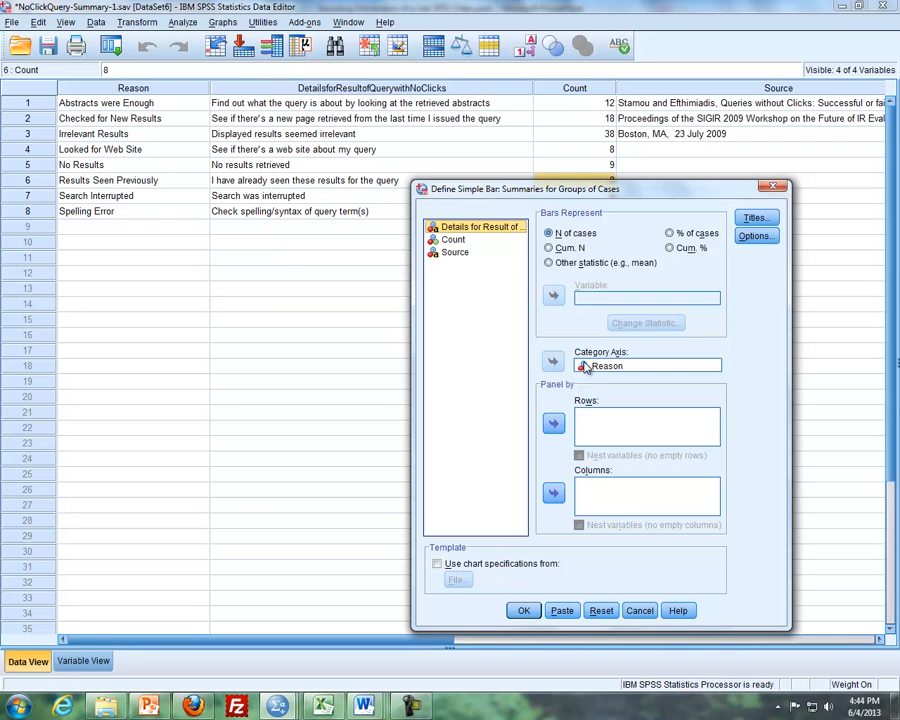 *NoClickQuery-Summary-1.sav [DataSet6] - IBM SPSS Statistics Data Editor
File Edit View Data Transform Analyze Graphs Utilities Add-ons Window Help
6 : Count 8 Visible: 4 of 4 Variables
Reason DetailsforResultofQuerywithNoClicks Count Source
1 Abstracts were Enough Find out what the query is about by looking at the retrieved abstracts 12 Stamou and Efthimiadis, Queries without Clicks: Successful or fai
2 Checked for New Results See if there's a new page retrieved from the last time I issued the query 18 Proceedings of the SIGIR 2009 Workshop on the Future of IR Eval
3 Irrelevant Results Displayed results seemed irrelevant 38 Boston, MA, 23 July 2009
4 Looked for Web Site See if there's a web site about my query 8
5 No Results No results retrieved 9
6 Results Seen Previously I have already seen these results for the query
7 Search Interrupted Search was interrupted
8 Spelling Error Check spelling/syntax of query term(s)
9
10
11
12
13
14
15
16
17
18
19
20
21
22
23
24
25
26
27
28
29
30
31
32
33
34
35
Define Simple Bar: Summaries for Groups of Cases
Details for Result of ...
Count
Source
Bars Represent
N of cases % of cases
Cum. N Cum. %
Other statistic (e.g., mean)
Variable:
Change Statistic...
Category Axis:
Reason
Panel by
Rows:
Nest variables (no empty rows)
Columns:
Nest variables (no empty columns)
Titles...
Options...
Template
Use chart specifications from:
File...
OK Paste Reset Cancel Help
Data View Variable View
IBM SPSS Statistics Processor is ready Weight On
4:44 PM
6/4/2013